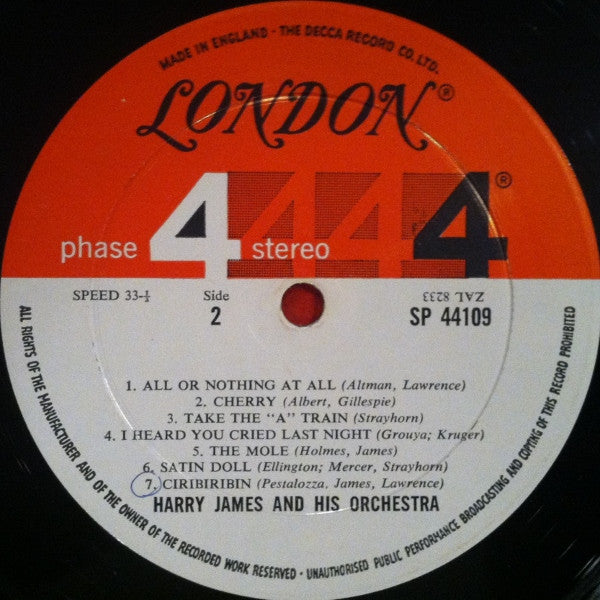 MADE IN ENGLAND · THE DECCA RECORD CO. LTD.
LONDON®
phase 4 stereo 4 4 4®
SPEED 33-⅓
Side
2
ZAL 8233
SP 44109
1. ALL OR NOTHING AT ALL (Altman, Lawrence)
2. CHERRY (Albert, Gillespie)
3. TAKE THE "A" TRAIN (Strayhorn)
4. I HEARD YOU CRIED LAST NIGHT (Grouya; Kruger)
5. THE MOLE (Holmes, James)
6. SATIN DOLL (Ellington; Mercer, Strayhorn)
7. CIRIBIRIBIN (Pestalozza, James, Lawrence)
HARRY JAMES AND HIS ORCHESTRA
ALL RIGHTS OF THE MANUFACTURER AND OF THE OWNER OF THE RECORDED WORK RESERVED · UNAUTHORISED PUBLIC PERFORMANCE BROADCASTING AND COPYING OF THIS RECORD PROHIBITED